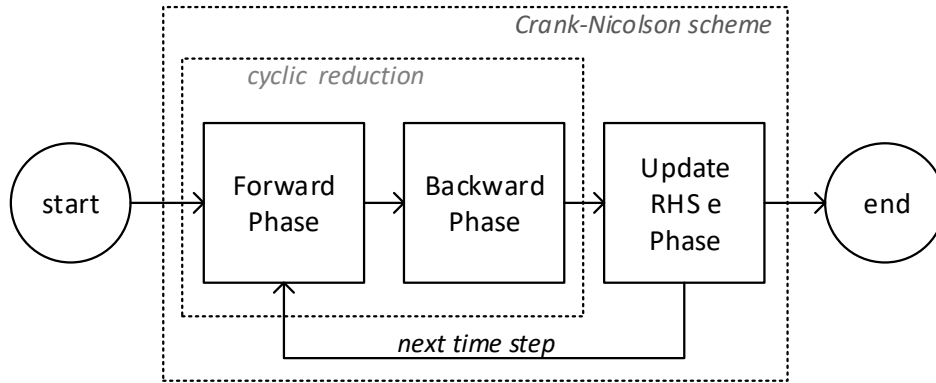 Crank-Nicolson scheme
cyclic reduction
start
Forward
Phase
Backward
Phase
Update
RHS e
Phase
end
next time step